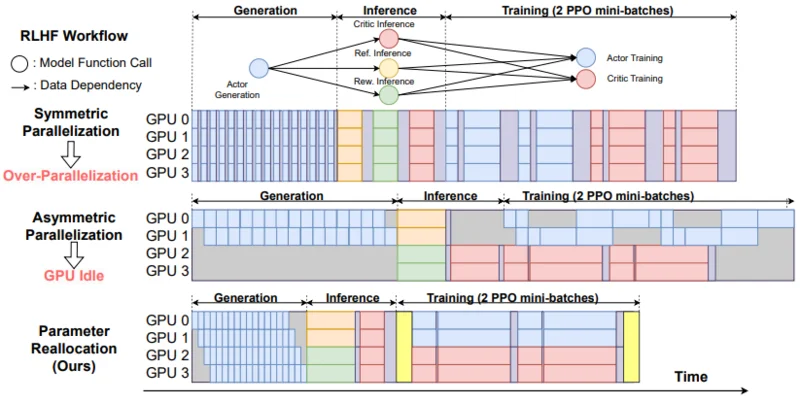 Generation Inference Training (2 PPO mini-batches)
RLHF Workflow
Critic Inference
: Model Function Call
Ref. Inference
Actor Training
: Data Dependency
Actor
Generation
Rew. Inference
Critic Training
Symmetric
Parallelization
Over-Parallelization
GPU 0
GPU 1
GPU 2
GPU 3
Generation Inference Training (2 PPO mini-batches)
Asymmetric
Parallelization
GPU Idle
GPU 0
GPU 1
GPU 2
GPU 3
Generation Inference Training (2 PPO mini-batches)
Parameter
Reallocation
(Ours)
GPU 0
GPU 1
GPU 2
GPU 3
Time